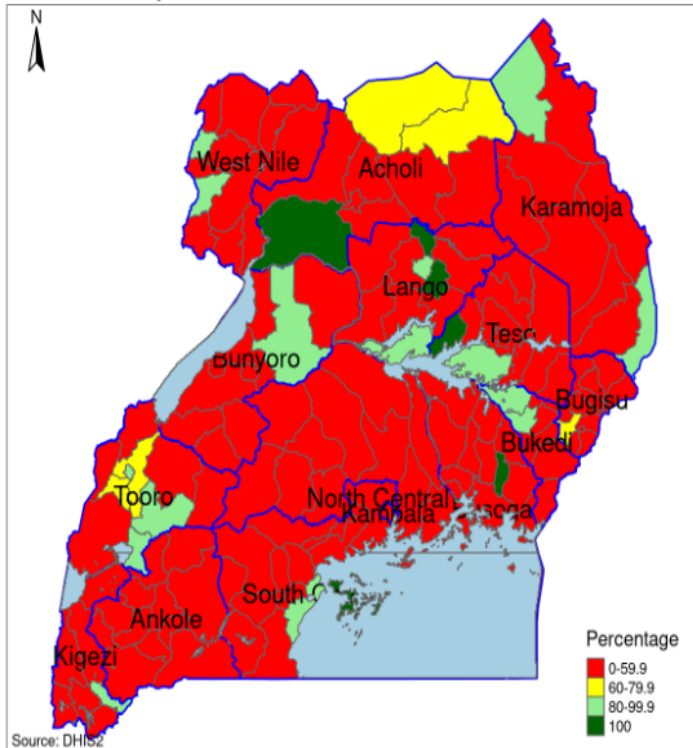 N
West Nile
Acholi
Karamoja
Lango
Teso
Bunyoro
Bugisu
Bukedi
Tooro
North Central
Kampala
South C
Ankole
Kigezi
Percentage
0-59.9
60-79.9
80-99.9
100
Source: DHIS2